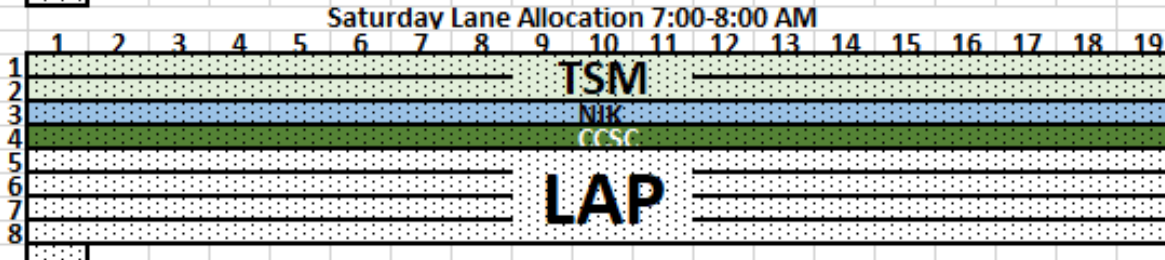 Saturday Lane Allocation 7:00-8:00 AM
1 2 3 4 5 6 7 8 9 10 11 12 13 14 15 16 17 18 19
1
TSM
2
3 NJK
4 CCSC
5
6
LAP
7
8